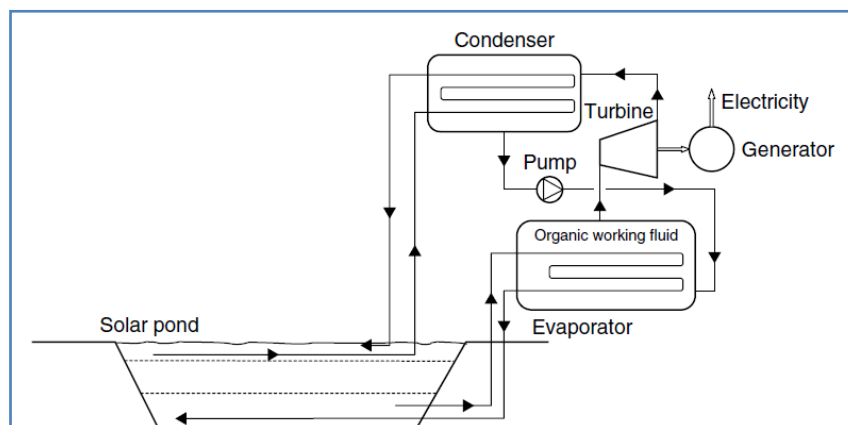 Condenser
Turbine
Electricity
Generator
Pump
Organic working fluid
Solar pond
Evaporator